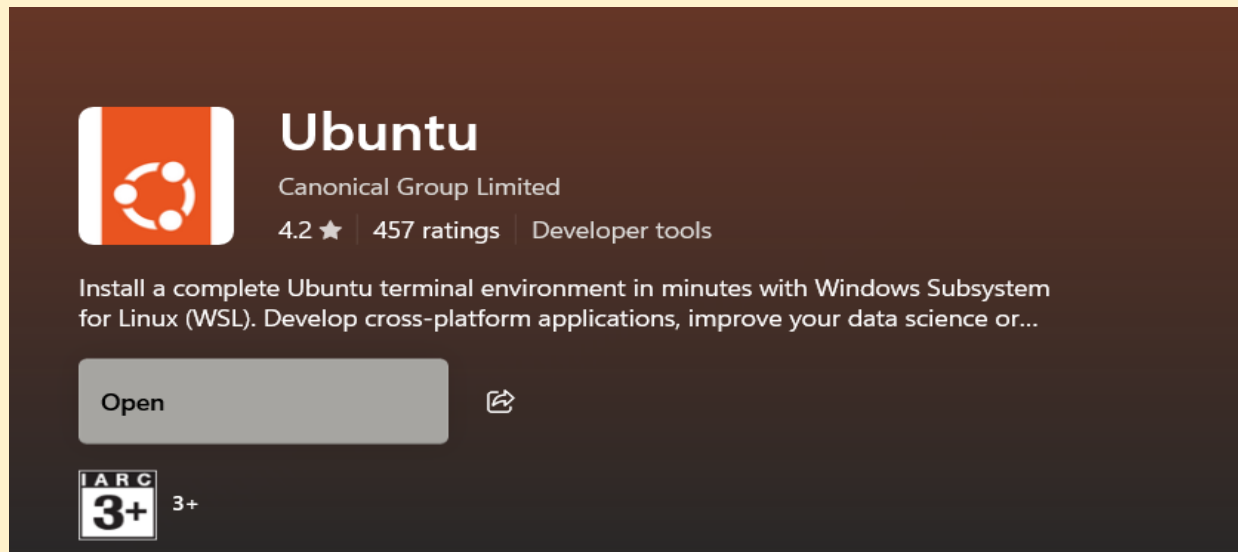 Ubuntu
Canonical Group Limited
4.2 ★ 457 ratings Developer tools
Install a complete Ubuntu terminal environment in minutes with Windows Subsystem
for Linux (WSL). Develop cross-platform applications, improve your data science or...
Open
IARC
3+ 3+